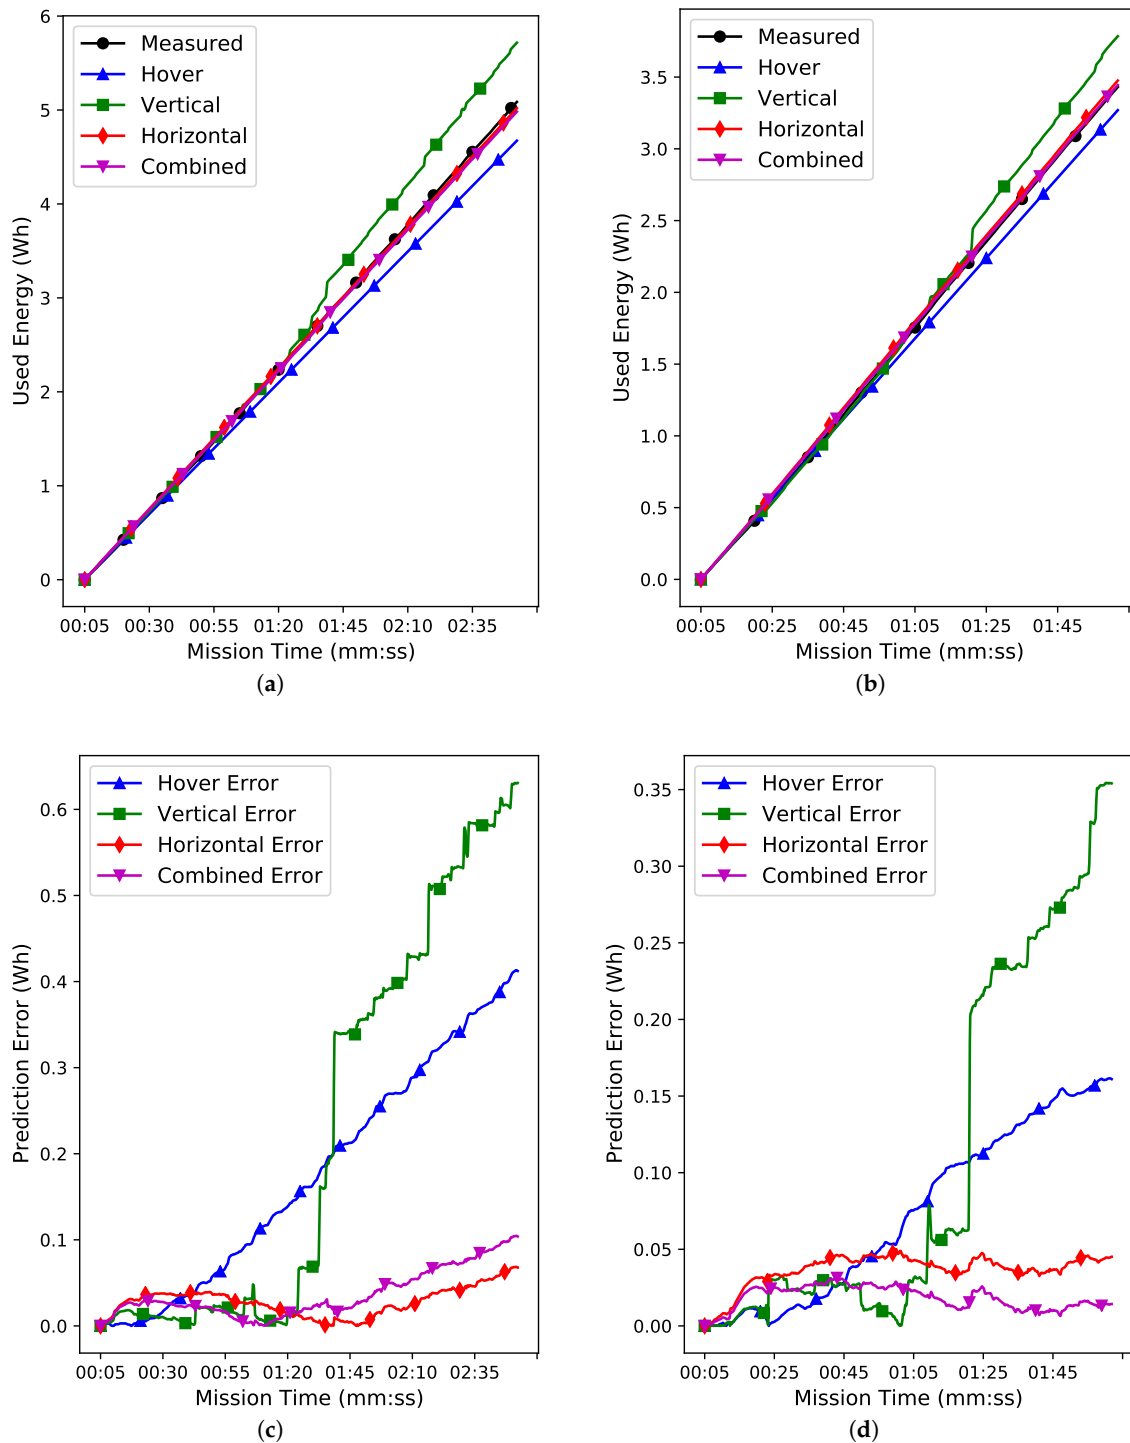 6
5
4
3
2
1
0
Used Energy (Wh)
Measured
Hover
Vertical
Horizontal
Combined
00:05 00:30 00:55 01:20 01:45 02:10 02:35
Mission Time (mm:ss)
(a)
3.5
3.0
2.5
2.0
1.5
1.0
0.5
0.0
Used Energy (Wh)
Measured
Hover
Vertical
Horizontal
Combined
00:05 00:25 00:45 01:05 01:25 01:45
Mission Time (mm:ss)
(b)
0.6
0.5
0.4
0.3
0.2
0.1
0.0
Prediction Error (Wh)
Hover Error
Vertical Error
Horizontal Error
Combined Error
00:05 00:30 00:55 01:20 01:45 02:10 02:35
Mission Time (mm:ss)
(c)
0.35
0.30
0.25
0.20
0.15
0.10
0.05
0.00
Prediction Error (Wh)
Hover Error
Vertical Error
Horizontal Error
Combined Error
00:05 00:25 00:45 01:05 01:25 01:45
Mission Time (mm:ss)
(d)